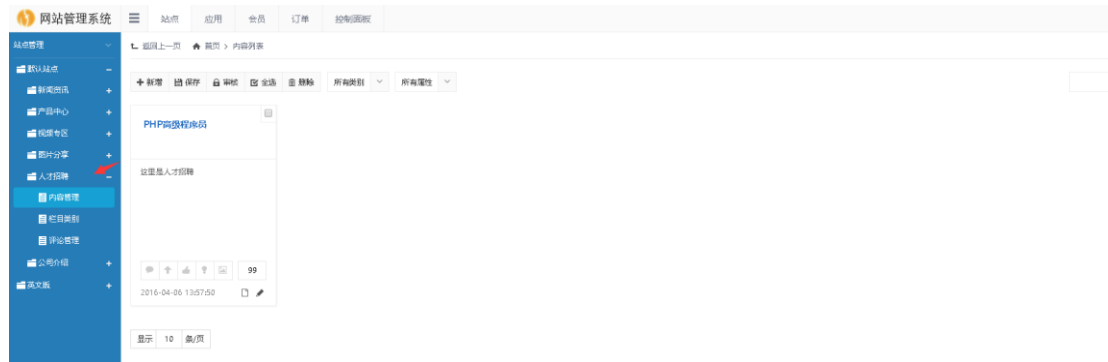 网站管理系统 站点 应用 会员 订单 控制面板
站点管理
返回上一页 首页 > 内容列表
默认站点
新闻资讯
产品中心
视频专区
图片分享
人才招聘
内容管理
栏目类别
评论管理
公司介绍
英文版
新增 保存 审核 全选 删除 所有类别 所有属性
PHP高级程序员
这里是人才招聘
99
2016-04-06 13:57:50
显示 10 条/页